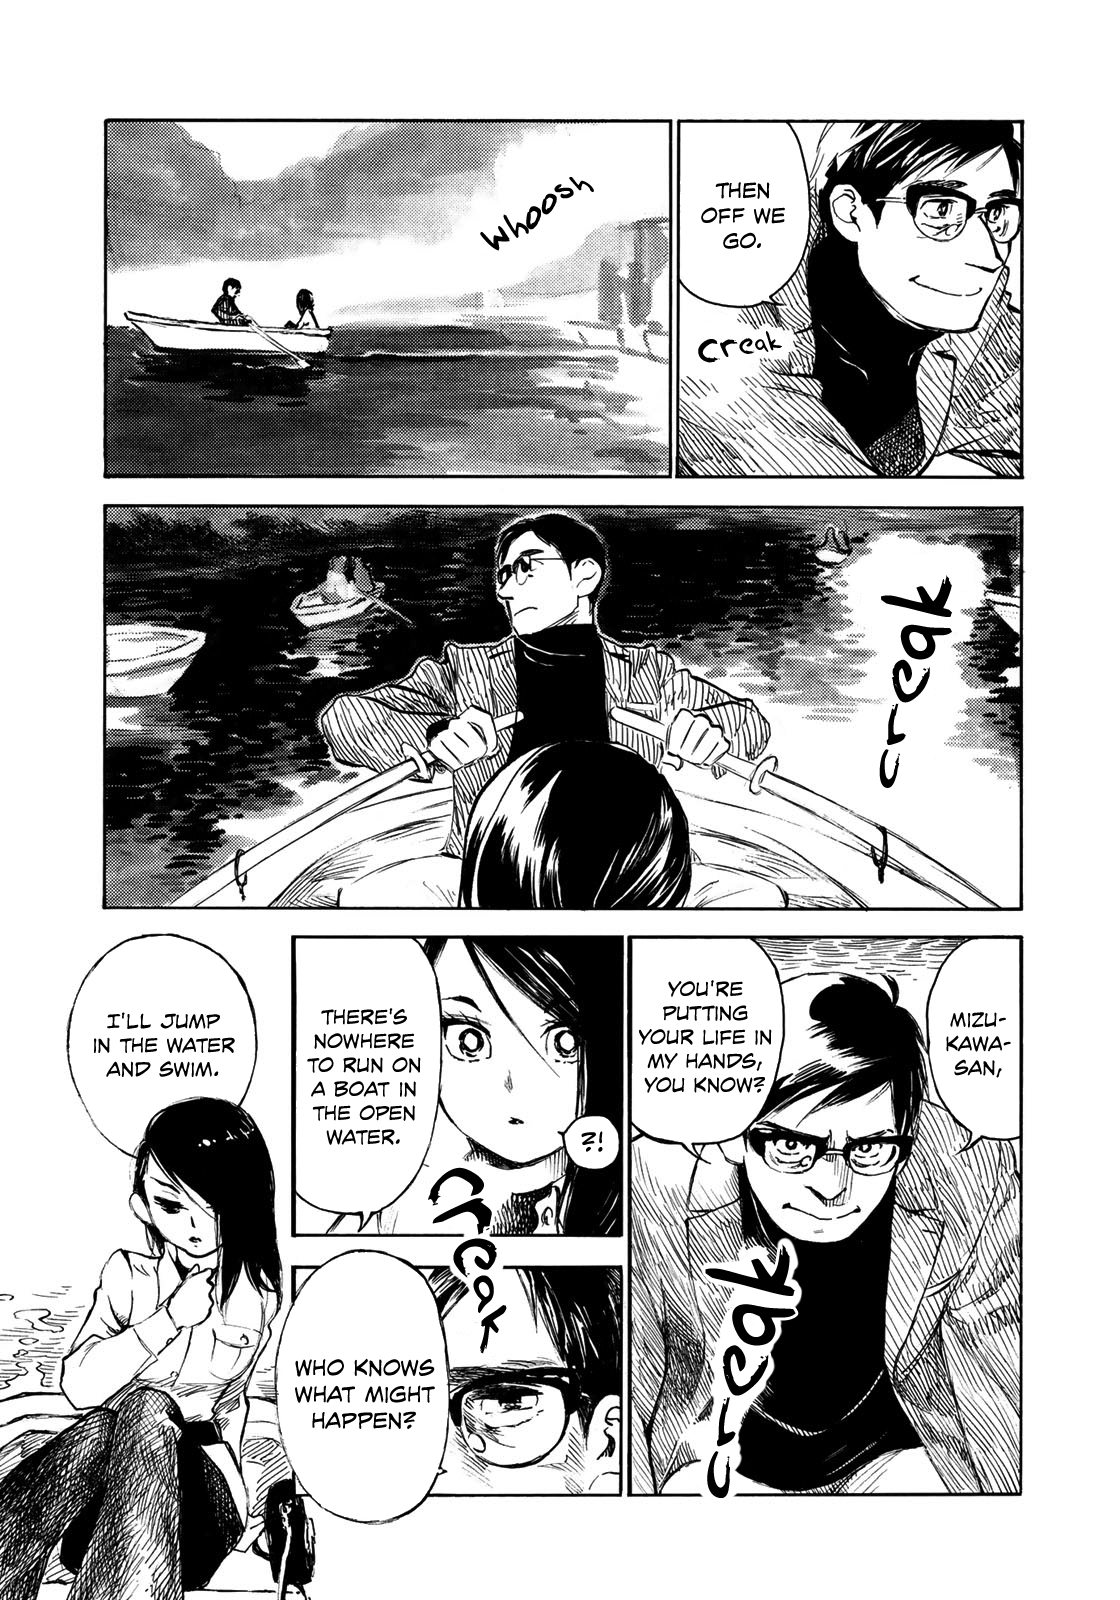 THEN
OFF WE
GO.
creak
Whoosh
creak
MIZU-
KAWA-
SAN,
YOU'RE
PUTTING
YOUR LIFE IN
MY HANDS,
YOU KNOW?
creak
?!
THERE'S
NOWHERE
TO RUN ON
A BOAT IN
THE OPEN
WATER.
creak
WHO KNOWS
WHAT MIGHT
HAPPEN?
I'LL JUMP
IN THE WATER
AND SWIM.